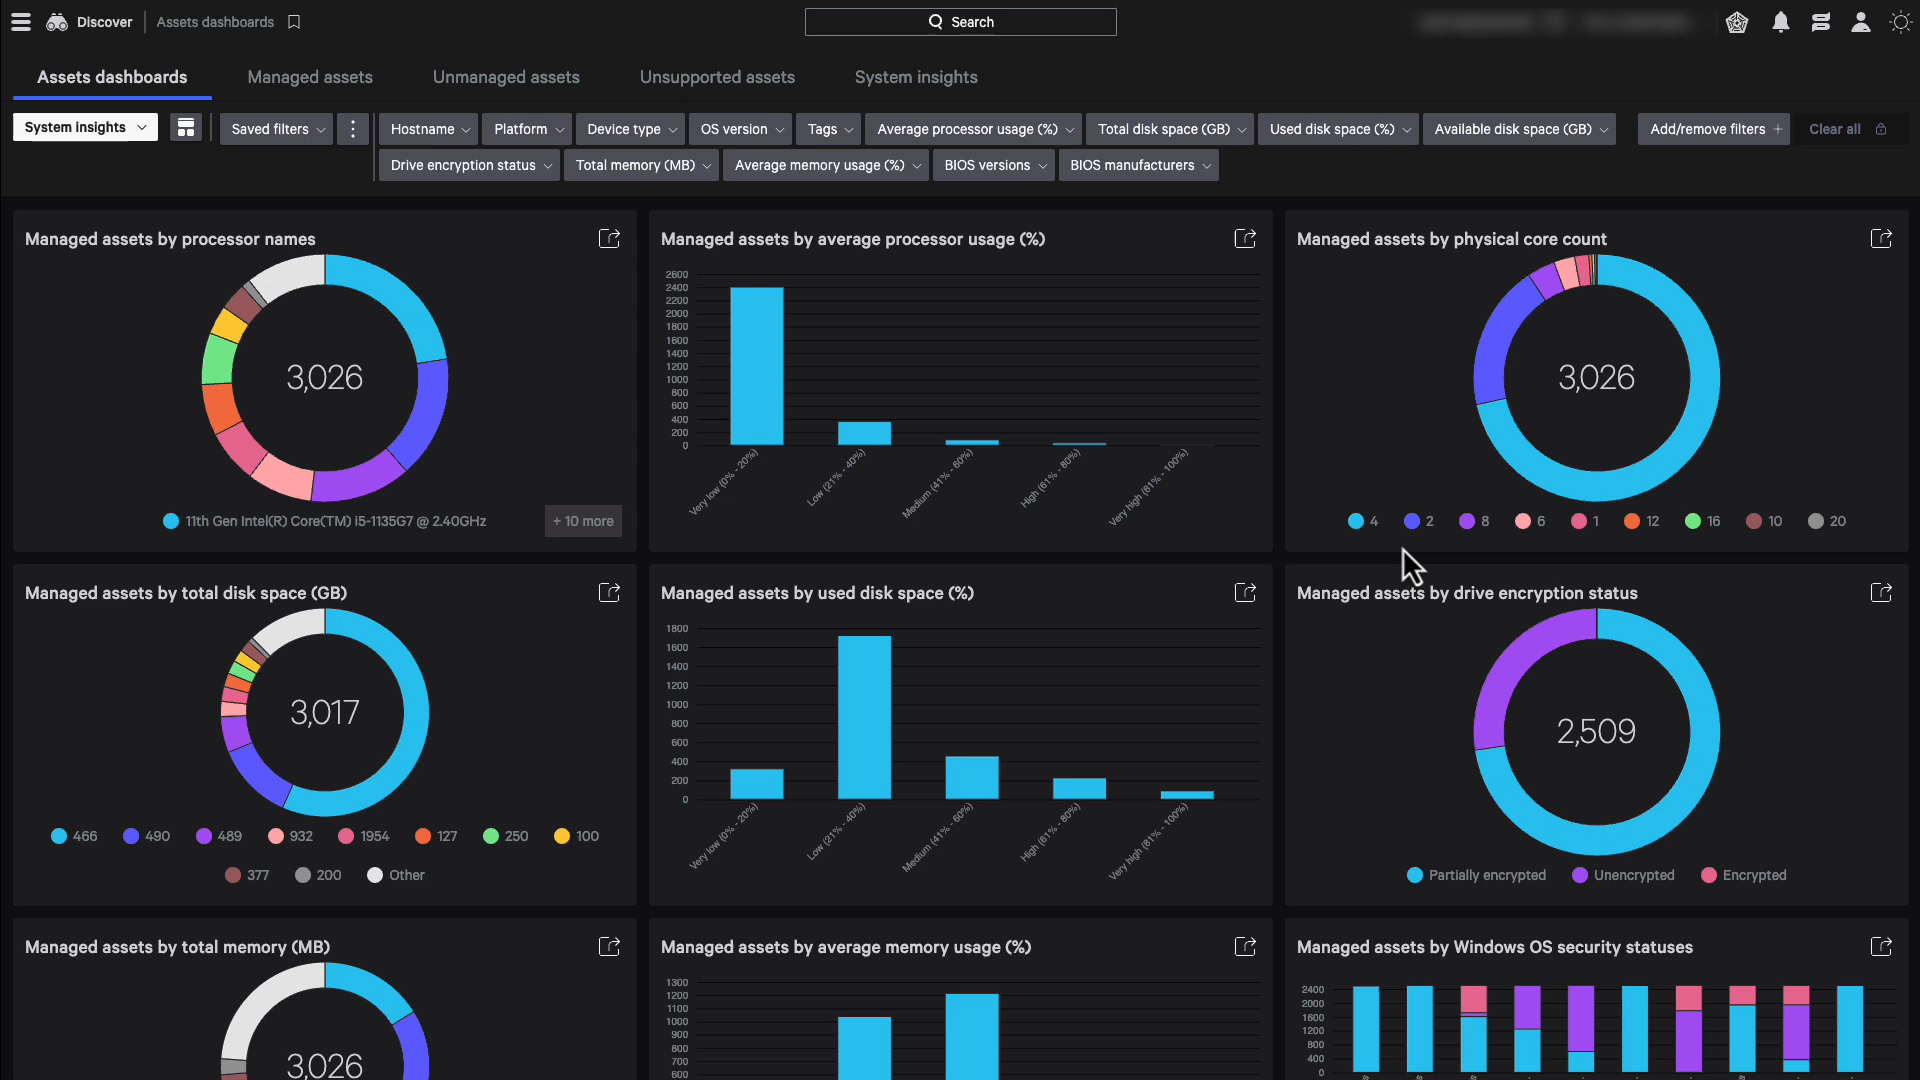 Discover
Assets dashboards
Search
Assets dashboards
Managed assets
Unmanaged assets
Unsupported assets
System insights
System insights
Saved filters
Hostname
Platform
Device type
OS version
Tags
Average processor usage (%)
Total disk space (GB)
Used disk space (%)
Available disk space (GB)
Add/remove filters +
Clear all
Drive encryption status
Total memory (MB)
Average memory usage (%)
BIOS versions
BIOS manufacturers
Managed assets by processor names
3,026
11th Gen Intel(R) Core(TM) i5-1135G7 @ 2.40GHz
+ 10 more
Managed assets by average processor usage (%)
2600
2400
2200
2000
1800
1600
1400
1200
1000
800
600
400
200
0
Very low (0% - 20%)
Low (21% - 40%)
Medium (41% - 60%)
High (61% - 80%)
Very high (81% - 100%)
Managed assets by physical core count
3,026
4
2
8
6
1
12
16
10
20
Managed assets by total disk space (GB)
3,017
466
490
489
932
1954
127
250
100
377
200
Other
Managed assets by used disk space (%)
1800
1600
1400
1200
1000
800
600
400
200
0
Very low (0% - 20%)
Low (21% - 40%)
Medium (41% - 60%)
High (61% - 80%)
Very high (81% - 100%)
Managed assets by drive encryption status
2,509
Partially encrypted
Unencrypted
Encrypted
Managed assets by total memory (MB)
3,026
Managed assets by average memory usage (%)
1300
1200
1100
1000
900
800
700
600
Managed assets by Windows OS security statuses
2400
2000
1600
1200
800
400
0